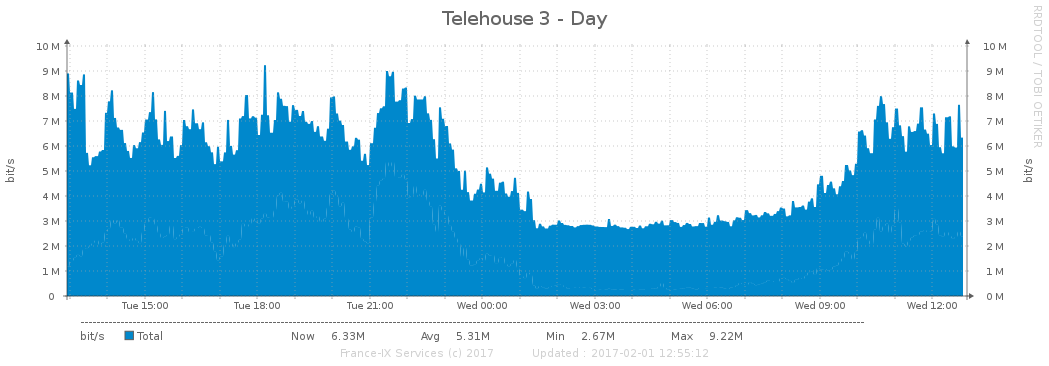 Telehouse 3 - Day
RRDTOOL / TOBI OETIKER
bit/s
bit/s
10 M 10 M
9 M 9 M
8 M 8 M
7 M 7 M
6 M 6 M
5 M 5 M
4 M 4 M
3 M 3 M
2 M 2 M
1 M 1 M
0 0 M
Tue 15:00 Tue 18:00 Tue 21:00 Wed 00:00 Wed 03:00 Wed 06:00 Wed 09:00 Wed 12:00
bit/s Total Now 6.33M Avg 5.31M Min 2.67M Max 9.22M
France-IX Services (c) 2017 Updated : 2017-02-01 12:55:12